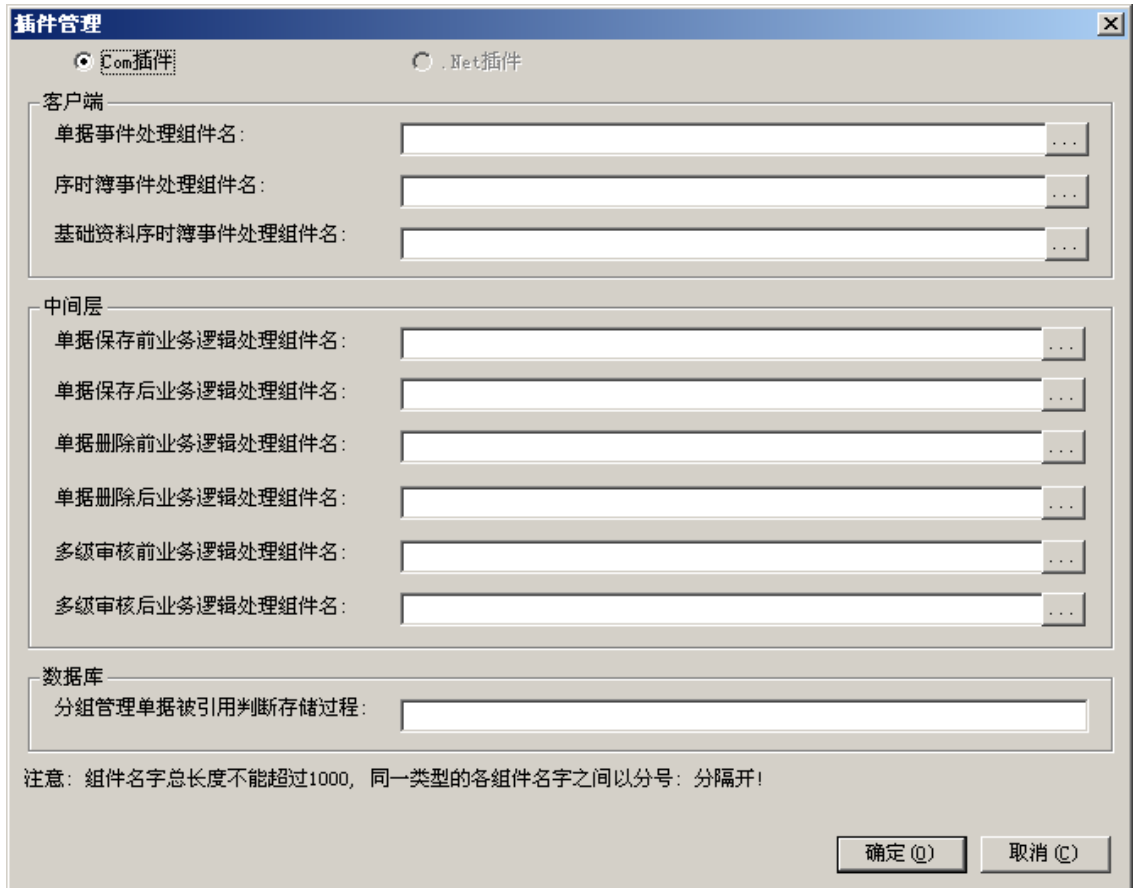 插件管理
Com插件 .Net插件
客户端
单据事件处理组件名:
...
序时簿事件处理组件名:
...
基础资料序时簿事件处理组件名:
...
中间层
单据保存前业务逻辑处理组件名:
...
单据保存后业务逻辑处理组件名:
...
单据删除前业务逻辑处理组件名:
...
单据删除后业务逻辑处理组件名:
...
多级审核前业务逻辑处理组件名:
...
多级审核后业务逻辑处理组件名:
...
数据库
分组管理单据被引用判断存储过程:
注意: 组件名字总长度不能超过1000, 同一类型的各组件名字之间以分号: 分隔开!
确定(O) 取消(C)